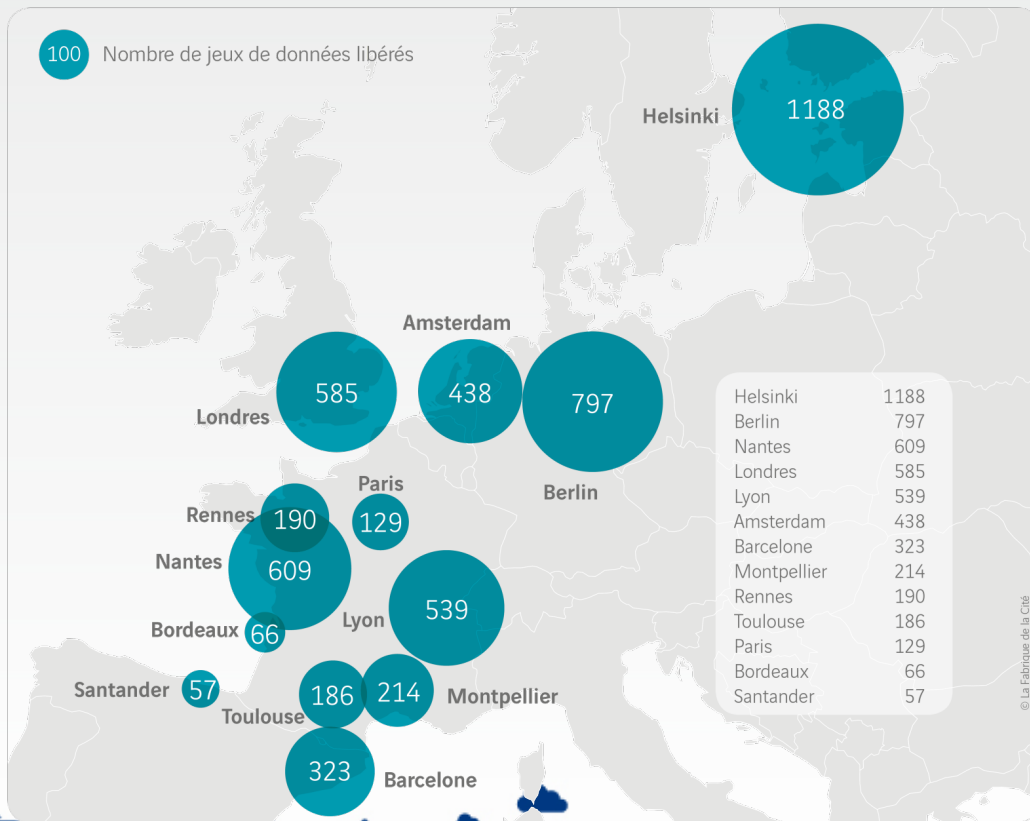 100 Nombre de jeux de données libérés
Helsinki 1188
Amsterdam
585 438 797
Londres
Berlin
Paris
Rennes 190 129
Nantes 609
Lyon 539
Bordeaux 66
Santander 57
186 214 Montpellier
Toulouse
323 Barcelone
Helsinki 1188
Berlin 797
Nantes 609
Londres 585
Lyon 539
Amsterdam 438
Barcelone 323
Montpellier 214
Rennes 190
Toulouse 186
Paris 129
Bordeaux 66
Santander 57
© La Fabrique de la Cité